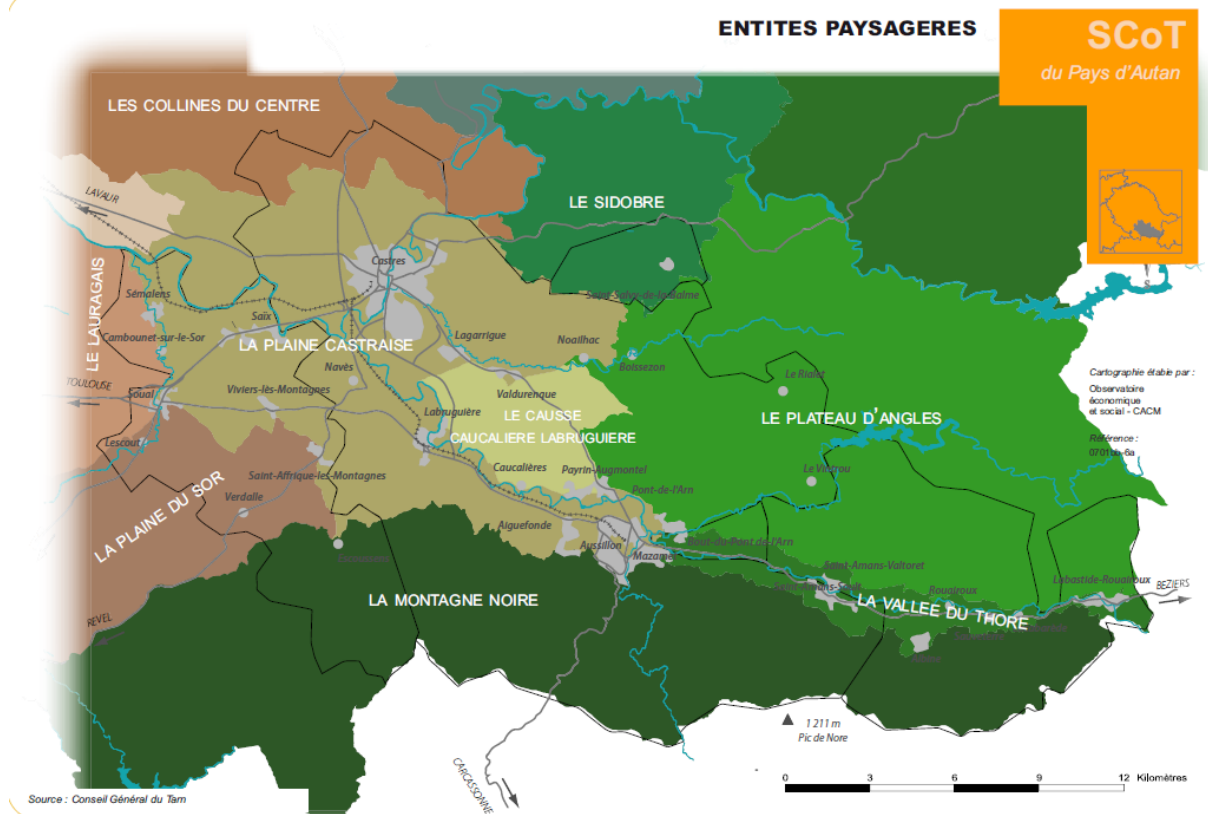 ENTITES PAYSAGERES
SCoT
du Pays d'Autan
LES COLLINES DU CENTRE
LAVAUR
LE SIDOBRE
Castres
S
LE LAURAGAIS
Sémalens
Saint-Salvy-de-la-Balme
Saïx
Cambounet-sur-le-Sor
LA PLAINE CASTRAISE
Lagarrigue
Noailhac
Boissezon
TOULOUSE
Navès
Le Rialet
Cartographie étable par :
Observatoire
économique
et social - CACM
Soual
Viviers-lès-Montagnes
Valdurenque
Labruguière
LE CAUSSE
CAUCALIERE LABRUGUIERE
LE PLATEAU D'ANGLES
Référence :
Lescout
Saint-Affrique-les-Montagnes
Caucalières
Payrin-Augmontel
Le Vintrou
Verdalle
Pont-de-l'Arn
LA PLAINE DU SOR
Aiguefonde
Aussillon
Mazamet
Bout-du-Pont de-l'Arn
Saint-Amans-Valtoret
Saint-Amans-Soult
Rouairoux
Labastide-Rouairoux
BEZIERS
LA MONTAGNE NOIRE
LA VALLEE DU THORE
REVEL
1 211 m
Pic de Nore
CARCASSONNE
0 3 6 9 12 Kilomètres
Source : Conseil Général du Tarn